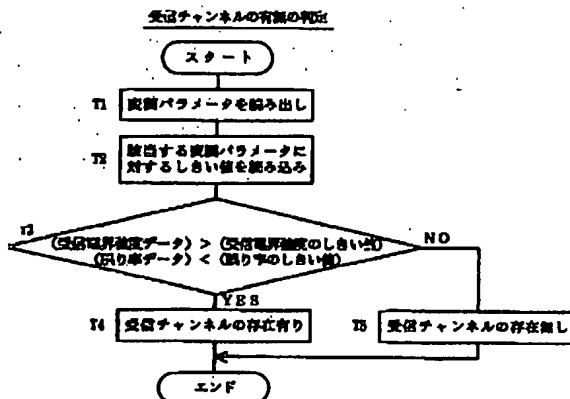 受信チャンネルの有無の判定
スタート
T1 変調パラメータを読み出し
T2 該当する変調パラメータに
対するしきい値を読み込み
T3
(受信電界強度データ) > (受信電界強度のしきい値)
(誤り率データ) < (誤り率のしきい値)
NO
YES
T4 受信チャンネルの存在有り
T5 受信チャンネルの存在無し
エンド